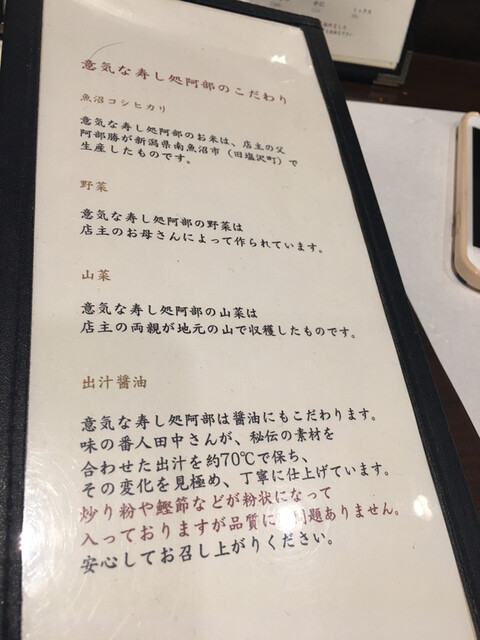 意気な寿し処阿部のこだわり
魚沼コシヒカリ
意気な寿し処阿部のお米は、店主の父
阿部勝が新潟県南魚沼市（旧塩沢町）で
生産したものです。
野菜
意気な寿し処阿部の野菜は
店主のお母さんによって作られています。
山菜
意気な寿し処阿部の山菜は
店主の両親が地元の山で収穫したものです。
出汁醤油
意気な寿し処阿部は醤油にもこだわります。
味の番人田中さんが、秘伝の素材を
合わせた出汁を約70℃で保ち、
その変化を見極め、丁寧に仕上げています。
炒り粉や鰹節などが粉状になって
入っておりますが品質に問題ありません。
安心してお召し上がりください。